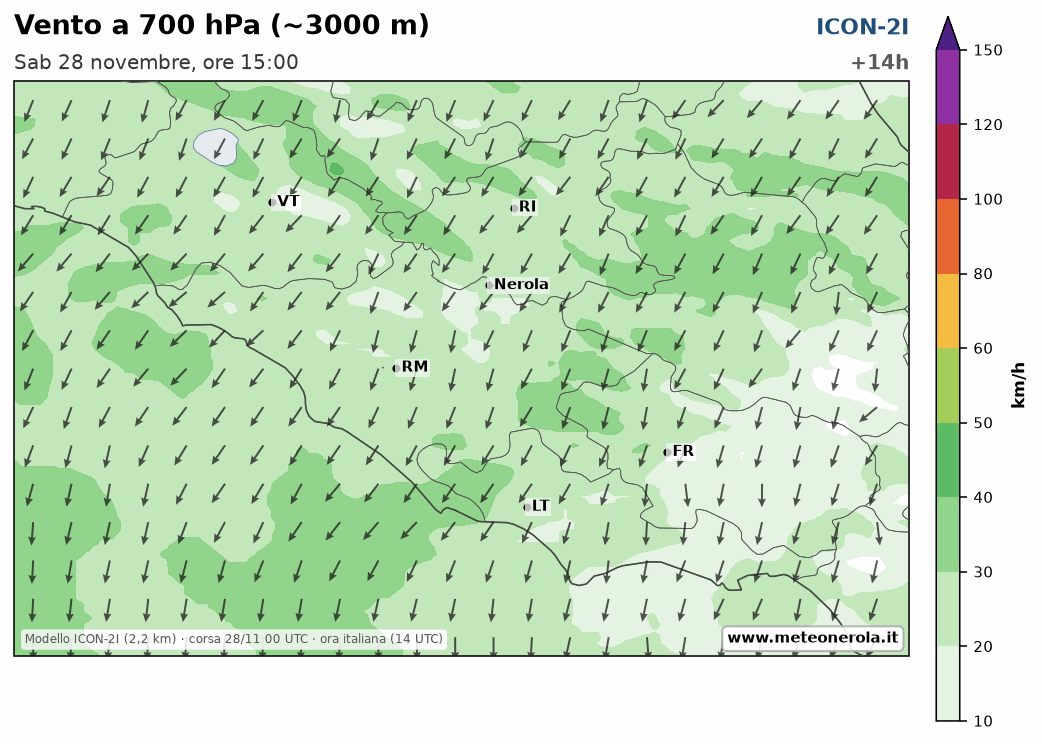 Vento a 700 hPa (~3000 m)
ICON-2I
Sab 28 novembre, ore 15:00
+14h
150
120
100
80
60
50
40
30
20
10
km/h
VT
RI
Nerola
RM
FR
LT
Modello ICON-2I (2,2 km) · corsa 28/11 00 UTC · ora italiana (14 UTC)
www.meteonerola.it